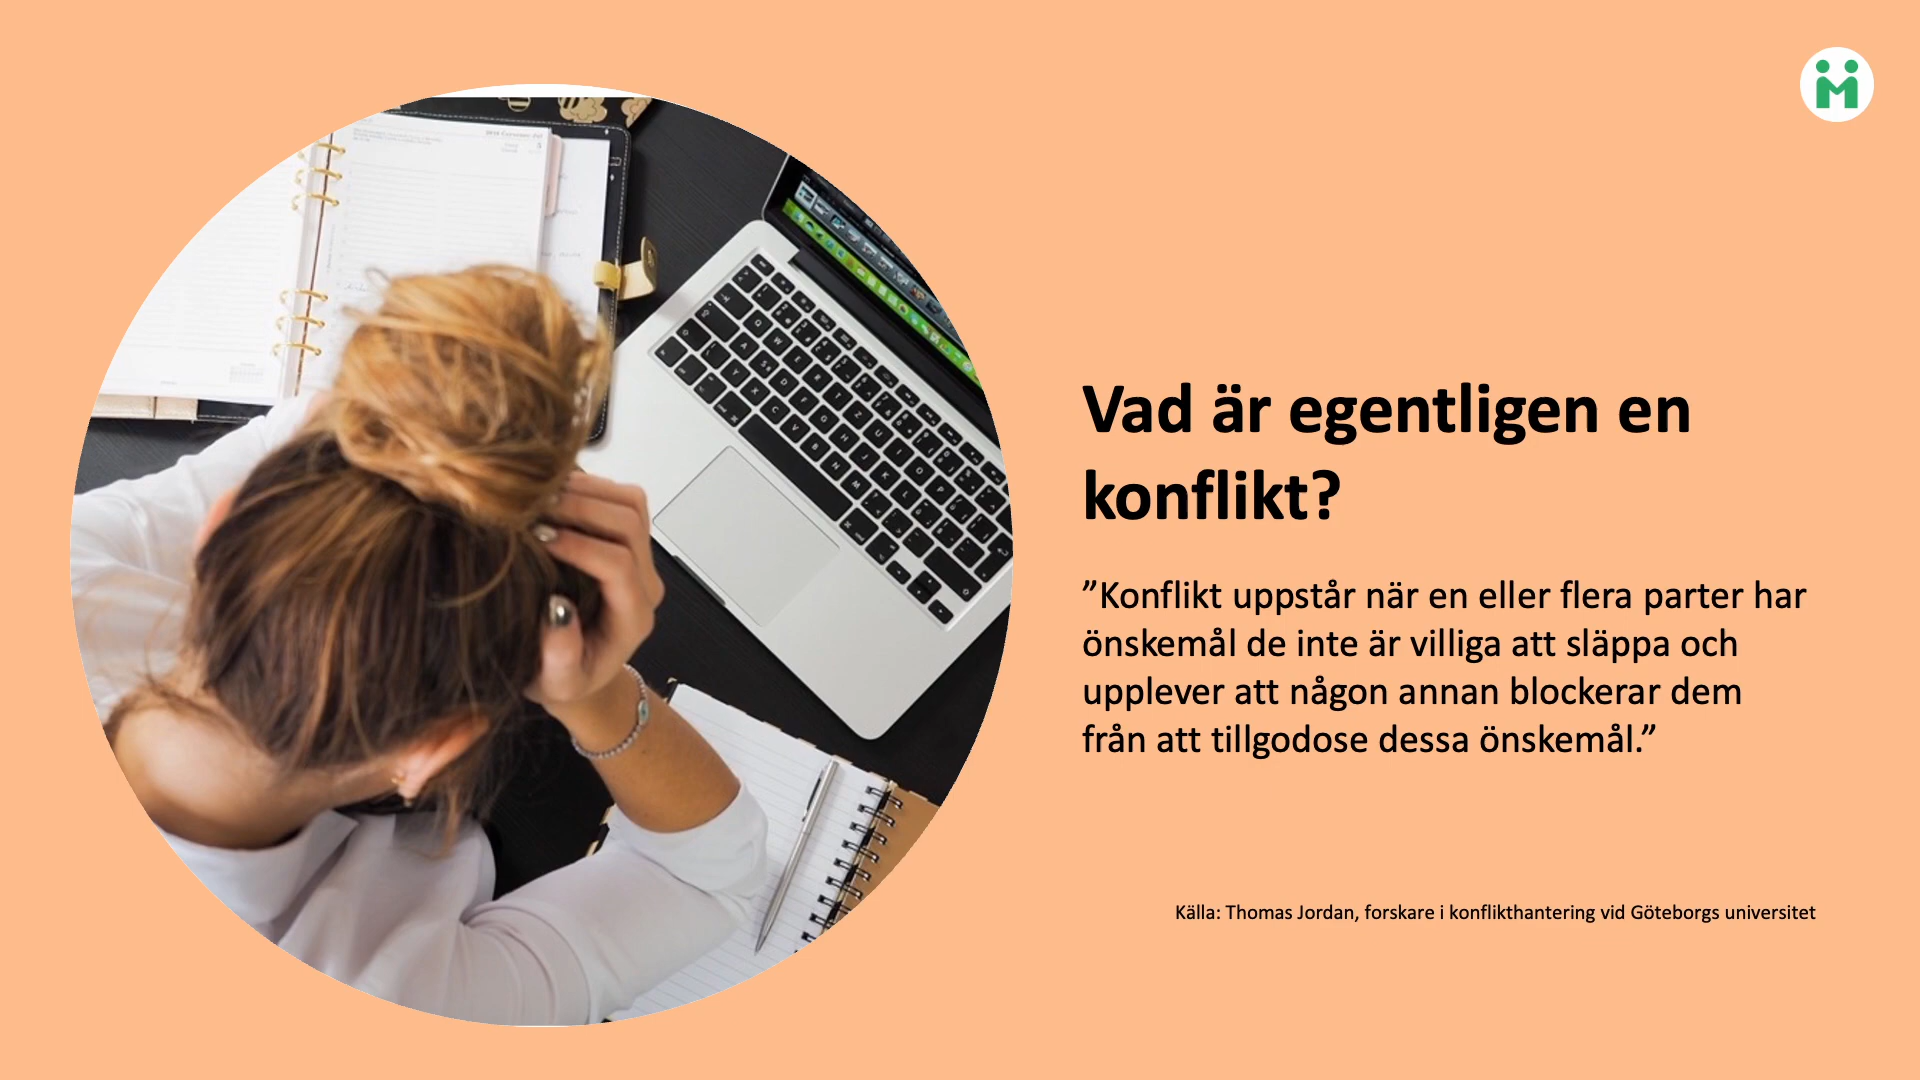 Vad är egentligen en
konflikt?
”Konflikt uppstår när en eller flera parter har
önskemål de inte är villiga att släppa och
upplever att någon annan blockerar dem
från att tillgodose dessa önskemål.”
Källa: Thomas Jordan, forskare i konflikthantering vid Göteborgs universitet